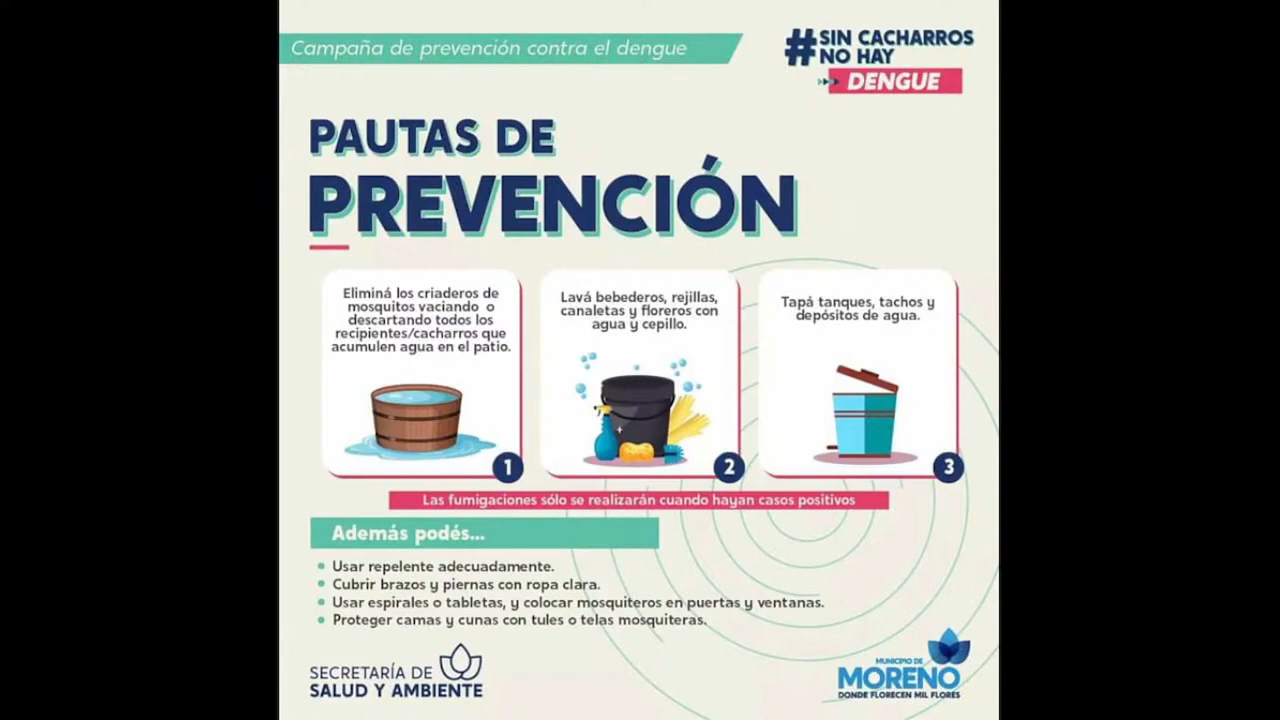 Campaña de prevención contra el dengue
#SIN CACHARROS
NO HAY
DENGUE
PAUTAS DE
PREVENCIÓN
Eliminá los criaderos de
mosquitos vaciando o
descartando todos los
recipientes/cacharros que
acumulen agua en el patio.
1
Lavá bebederos, rejillas,
canaletas y floreros con
agua y cepillo.
2
Tapá tanques, tachos y
depósitos de agua.
3
Las fumigaciones sólo se realizarán cuando hayan casos positivos
Además podés...
• Usar repelente adecuadamente.
• Cubrir brazos y piernas con ropa clara.
• Usar espirales o tabletas, y colocar mosquiteros en puertas y ventanas.
• Proteger camas y cunas con tules o telas mosquiteras.
SECRETARÍA DE
SALUD Y AMBIENTE
MUNICIPIO DE
MORENO
DONDE FLORECEN MIL FLORES